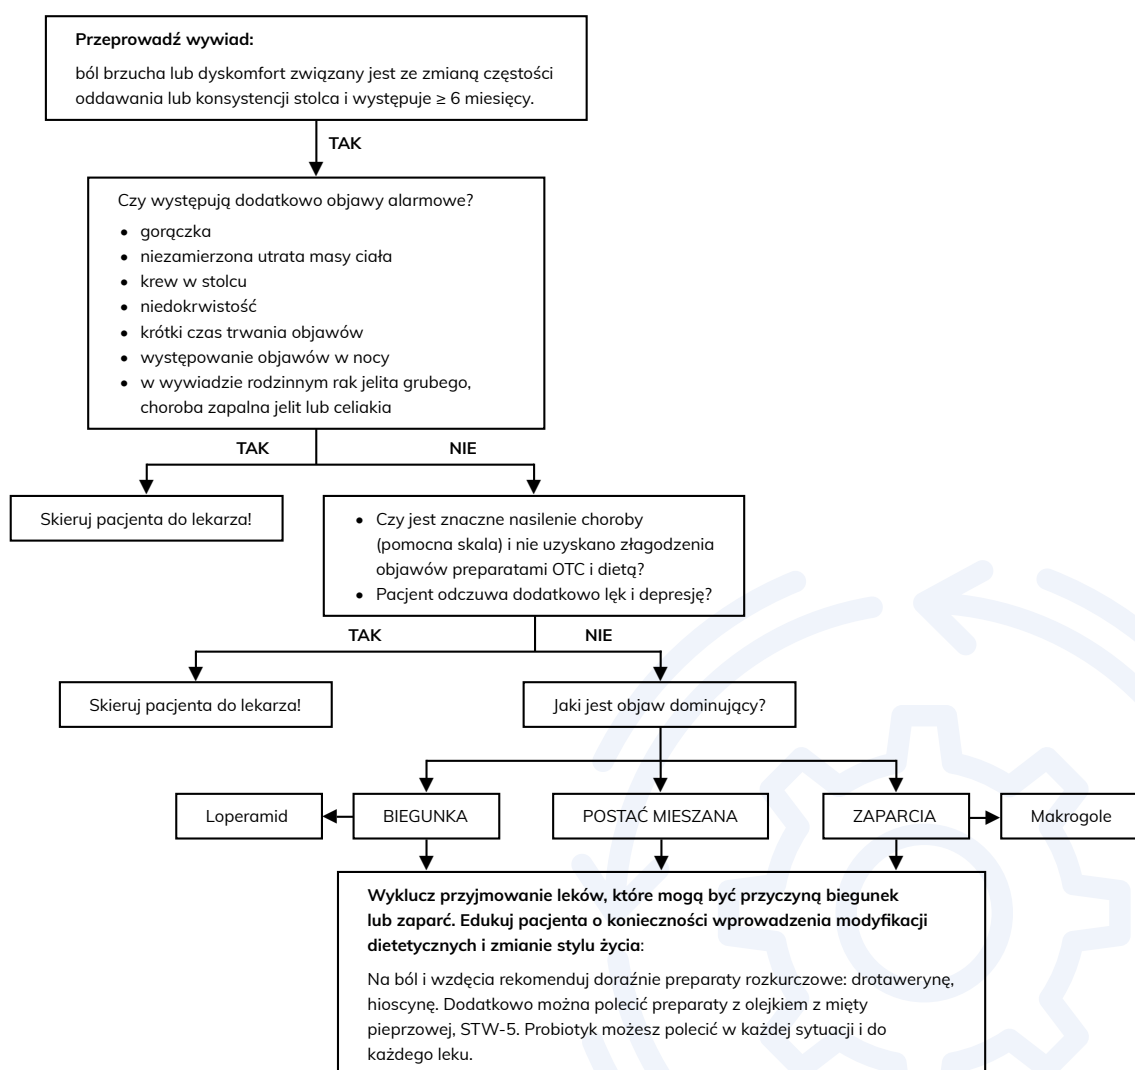 Przeprowadź wywiad:
ból brzucha lub dyskomfort związany jest ze zmianą częstości
oddawania lub konsystencji stolca i występuje ≥ 6 miesięcy.
TAK
Czy występują dodatkowo objawy alarmowe?
• gorączka
• niezamierzona utrata masy ciała
• krew w stolcu
• niedokrwistość
• krótki czas trwania objawów
• występowanie objawów w nocy
• w wywiadzie rodzinnym rak jelita grubego,
choroba zapalna jelit lub celiakia
TAK
NIE
Skieruj pacjenta do lekarza!
• Czy jest znaczne nasilenie choroby
(pomocna skala) i nie uzyskano złagodzenia
objawów preparatami OTC i dietą?
• Pacjent odczuwa dodatkowo lęk i depresję?
TAK
NIE
Skieruj pacjenta do lekarza!
Jaki jest objaw dominujący?
Loperamid
BIEGUNKA
POSTAĆ MIESZANA
ZAPARCIA
Makrogole
Wyklucz przyjmowanie leków, które mogą być przyczyną biegunek
lub zaparć. Edukuj pacjenta o konieczności wprowadzenia modyfikacji
dietetycznych i zmianie stylu życia:
Na ból i wzdęcia rekomenduj doraźnie preparaty rozkurczowe: drotawerynę,
hioscynę. Dodatkowo można polecić preparaty z olejkiem z mięty
pieprzowej, STW-5. Probiotyk możesz polecić w każdej sytuacji i do
każdego leku.